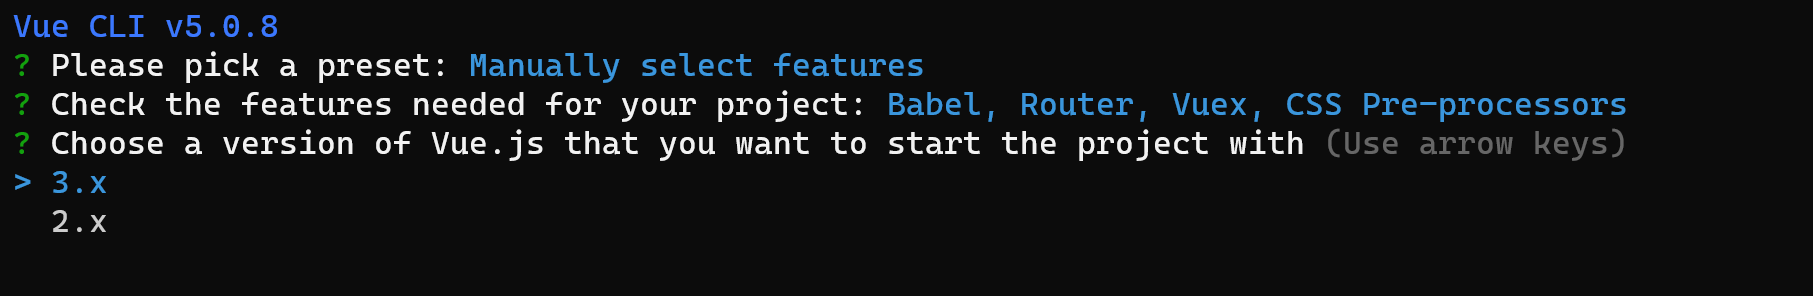 Vue CLI v5.0.8
? Please pick a preset: Manually select features
? Check the features needed for your project: Babel, Router, Vuex, CSS Pre-processors
? Choose a version of Vue.js that you want to start the project with (Use arrow keys)
> 3.x
  2.x